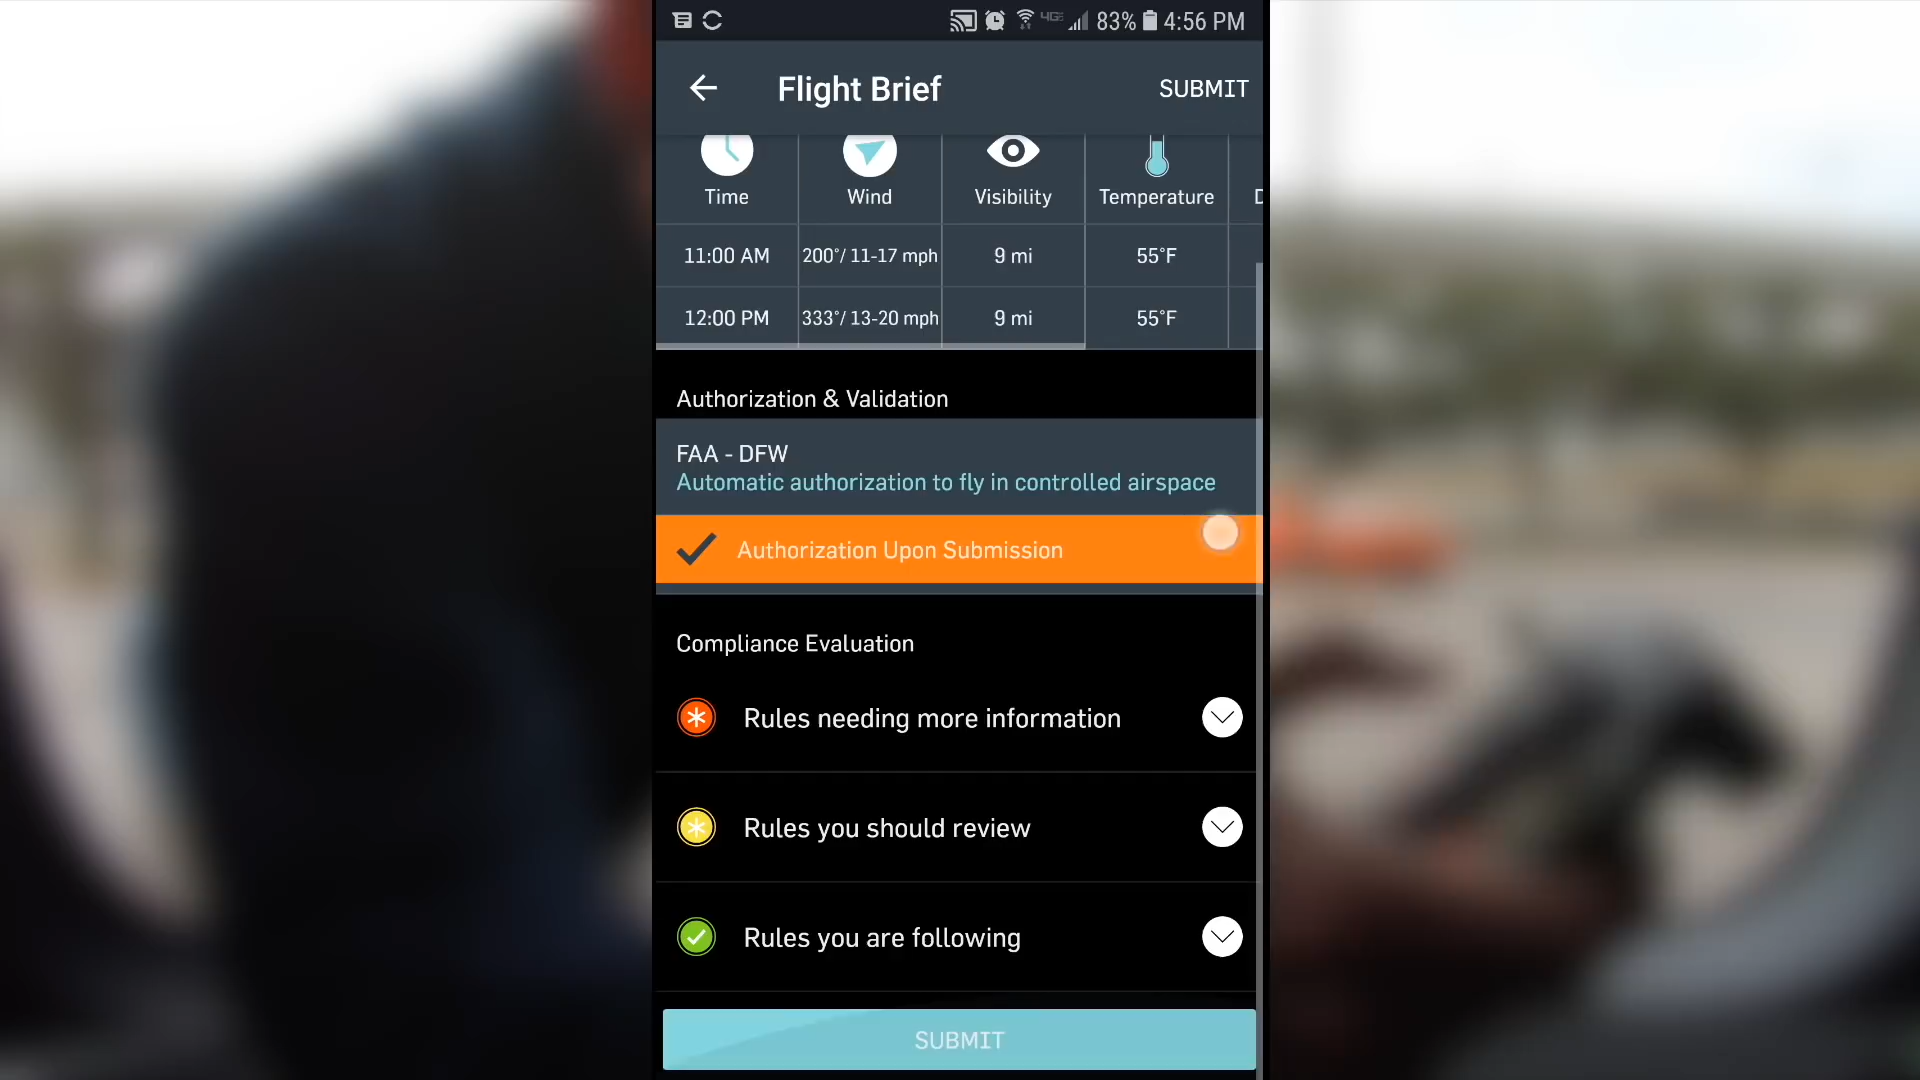 83% 4:56 PM
Flight Brief SUBMIT
Time Wind Visibility Temperature
11:00 AM 200°/ 11-17 mph 9 mi 55°F
12:00 PM 333°/ 13-20 mph 9 mi 55°F
Authorization & Validation
FAA - DFW
Automatic authorization to fly in controlled airspace
Authorization Upon Submission
Compliance Evaluation
Rules needing more information
Rules you should review
Rules you are following
SUBMIT